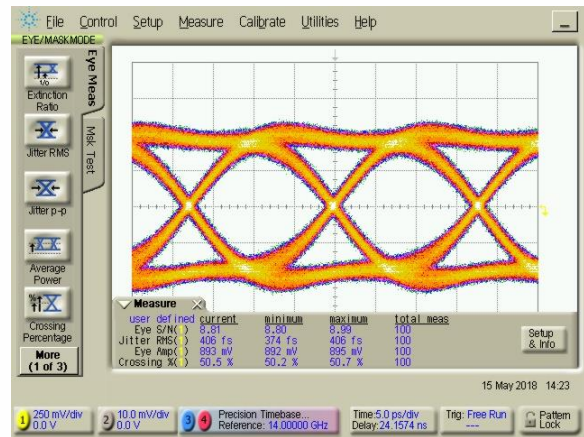 File Control Setup Measure Calibrate Utilities Help
EYE/MASK MODE
Eye Meas
Msk Test
Extinction
Ratio
Jitter RMS
Jitter p-p
Average
Power
Crossing
Percentage
More
(1 of 3)
Measure
user defined current minimum maximum total meas
Eye S/N( ) 8.81 8.80 8.99 100
Jitter RMS( ) 406 fs 374 fs 406 fs 100
Eye Amp( ) 893 mV 892 mV 895 mV 100
Crossing %( ) 50.5 % 50.2 % 50.7 % 100
Setup
& Info
15 May 2018 14:23
1 250 mV/div
0.0 V
2 10.0 mV/div
0.0 V
3 4 Precision Timebase...
Reference: 14.00000 GHz
Time:5.0 ps/div
Delay:24.1574 ns
Trig: Free Run
---
Pattern
Lock